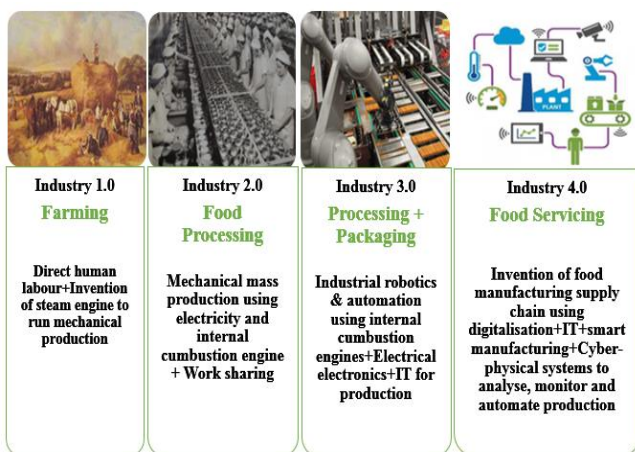 PLANT
Industry 1.0
Farming
Direct human
labour+Invention
of steam engine to
run mechanical
production
Industry 2.0
Food
Processing
Mechanical mass
production using
electricity and
internal
cumbustion engine
+ Work sharing
Industry 3.0
Processing +
Packaging
Industrial robotics
& automation
using internal
cumbustion
engines+Electrical
electronics+IT for
production
Industry 4.0
Food Servicing
Invention of food
manufacturing supply
chain using
digitalisation+IT+smart
manufacturing+Cyber-
physical systems to
analyse, monitor and
automate production